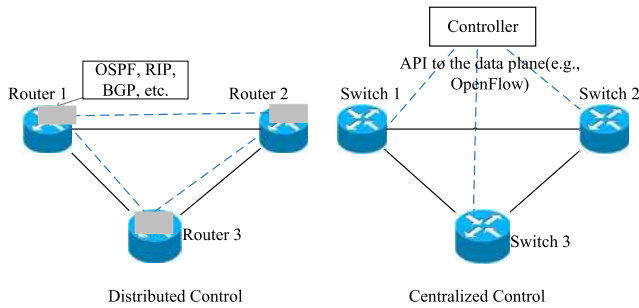 Controller
OSPF, RIP,
BGP, etc.
API to the data plane(e.g.,
OpenFlow)
Router 1
Router 2
Switch 1
Switch 2
Router 3
Switch 3
Distributed Control
Centralized Control